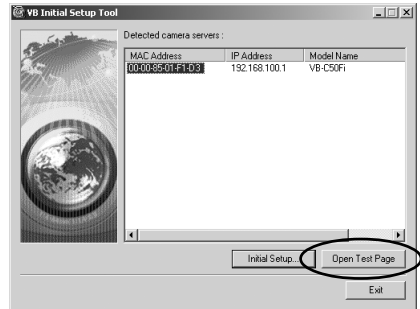 VB Initial Setup Tool
Detected camera servers :
MAC Address IP Address Model Name
00-00-85-01-F1-D3 192.168.100.1 VB-C50Fi
Initial Setup... Open Test Page
Exit